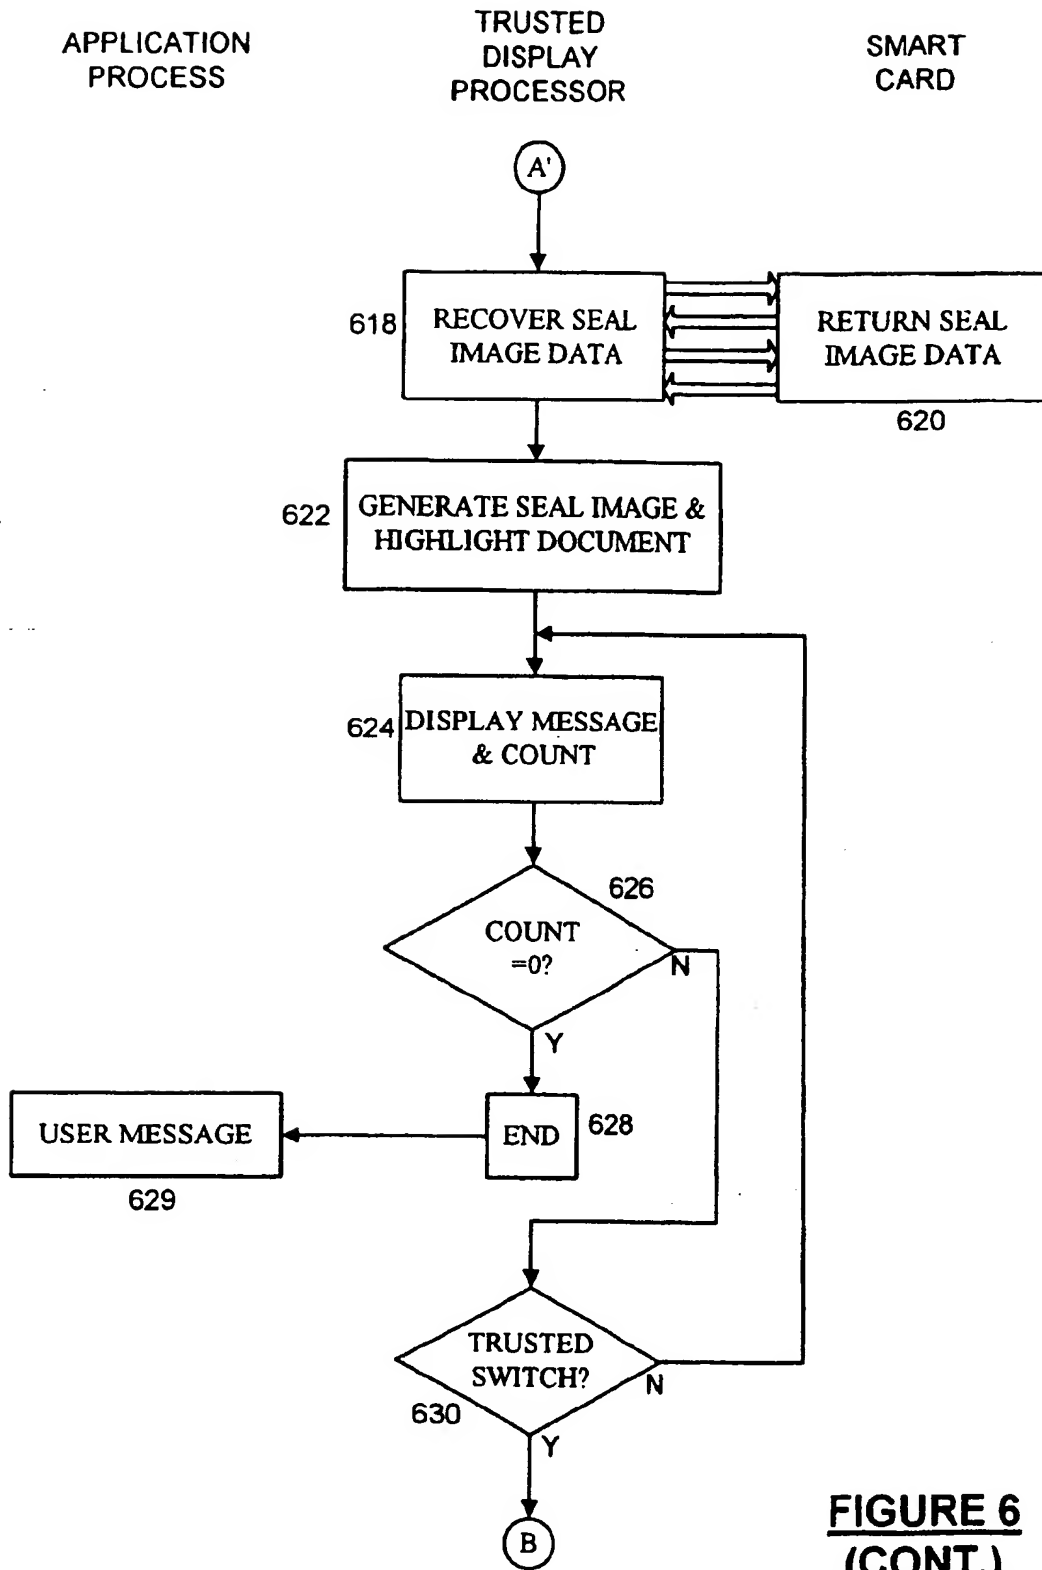 APPLICATION
PROCESS
TRUSTED
DISPLAY
PROCESSOR
SMART
CARD
A'
618
RECOVER SEAL
IMAGE DATA
RETURN SEAL
IMAGE DATA
620
622
GENERATE SEAL IMAGE &
HIGHLIGHT DOCUMENT
624
DISPLAY MESSAGE
& COUNT
626
COUNT
=0?
N
Y
USER MESSAGE
629
END
628
TRUSTED
SWITCH?
N
630
Y
B
FIGURE 6
(CONT.)